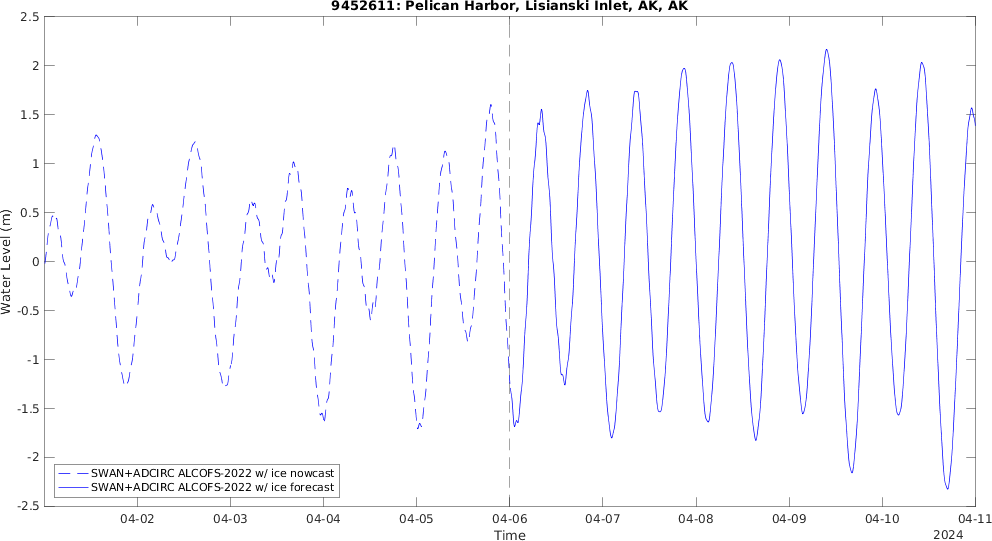 9452611: Pelican Harbor, Lisianski Inlet, AK, AK
Water Level (m)
2.5
2
1.5
1
0.5
0
-0.5
-1
-1.5
-2
-2.5
SWAN+ADCIRC ALCOFS-2022 w/ ice nowcast
SWAN+ADCIRC ALCOFS-2022 w/ ice forecast
04-02 04-03 04-04 04-05 04-06 04-07 04-08 04-09 04-10 04-11
Time
2024